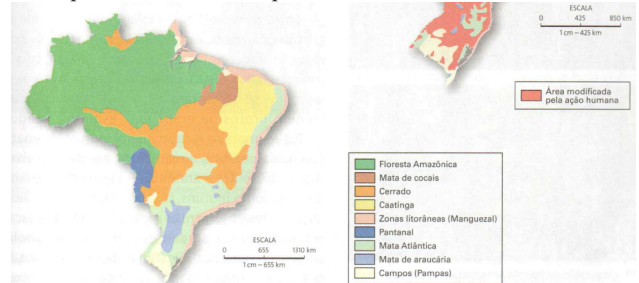 ESCALA
0 425 850 km
1 cm – 425 km
Área modificada
pela ação humana
Floresta Amazônica
Mata de cocais
Cerrado
Caatinga
Zonas litorâneas (Manguezal)
Pantanal
Mata Atlântica
Mata de araucária
Campos (Pampas)
ESCALA
0 655 1310 km
1 cm – 655 km